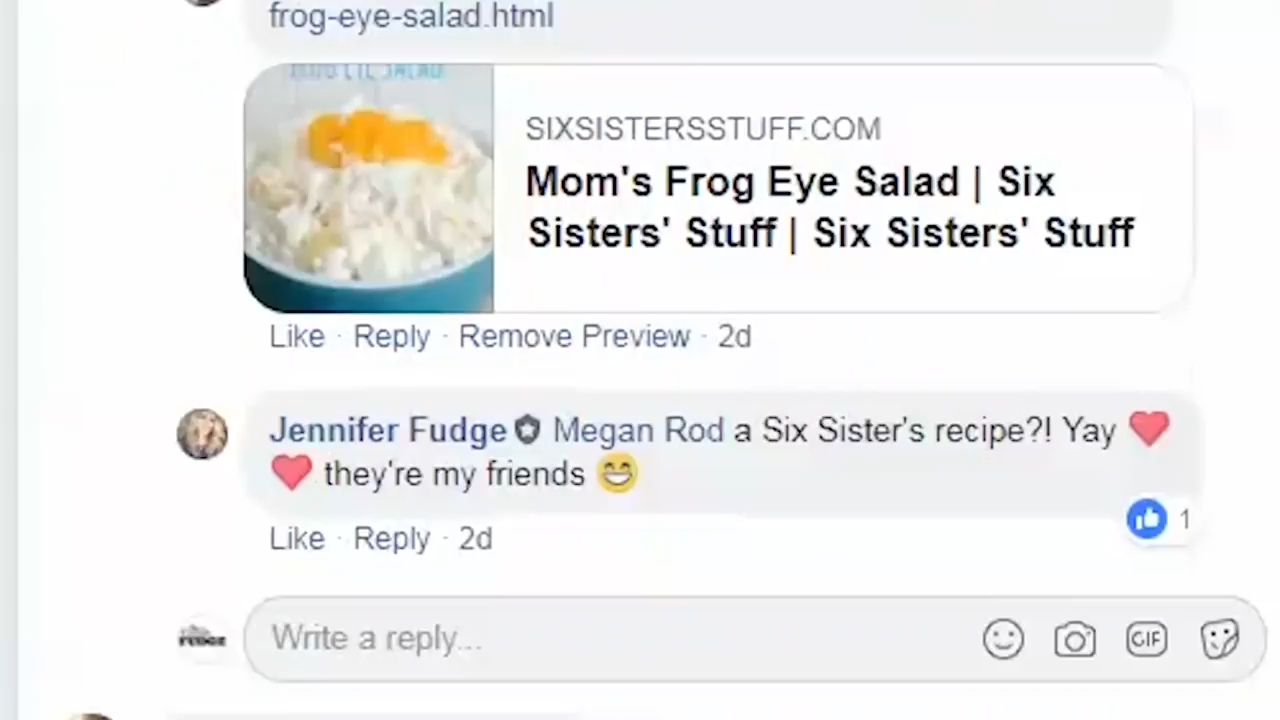 frog-eye-salad.html
SIXSISTERSSTUFF.COM
Mom's Frog Eye Salad | Six
Sisters' Stuff | Six Sisters' Stuff
Like · Reply · Remove Preview · 2d
Jennifer Fudge Megan Rod a Six Sister's recipe?! Yay ❤️
❤️ they're my friends 😄
1
Like · Reply · 2d
FUDGE
Write a reply...
GIF